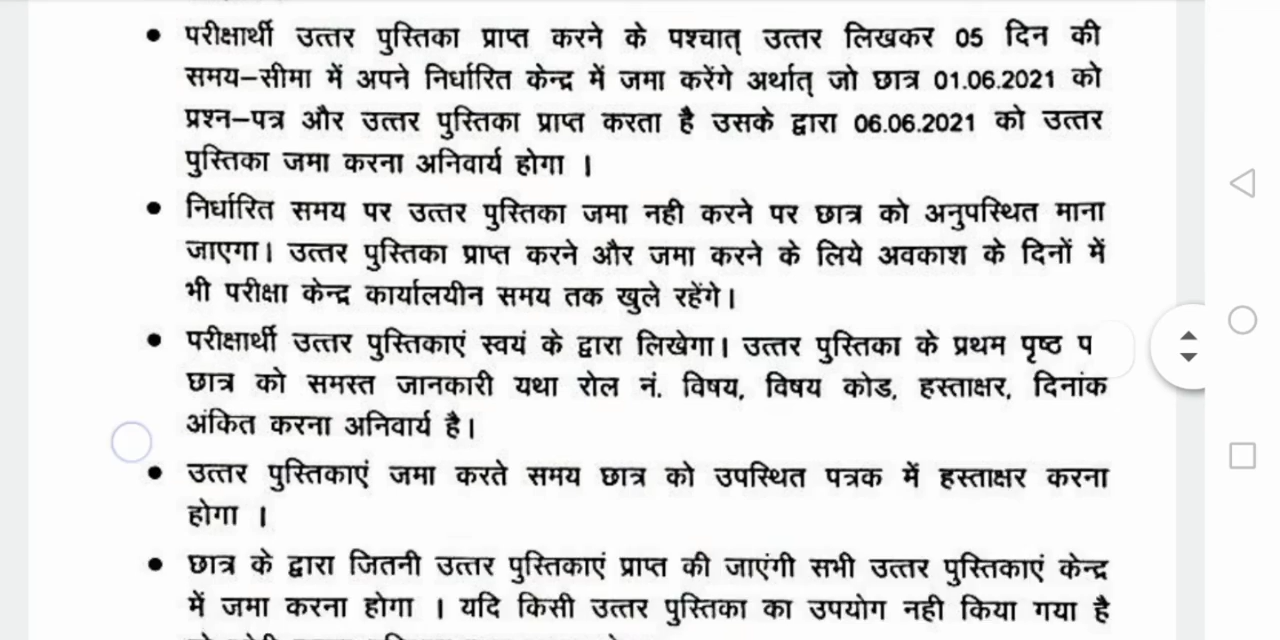 परीक्षार्थी उत्तर पुस्तिका प्राप्त करने के पश्चात् उत्तर लिखकर 05 दिन की
समय–सीमा में अपने निर्धारित केन्द्र में जमा करेंगे अर्थात् जो छात्र 01.06.2021 को
प्रश्न–पत्र और उत्तर पुस्तिका प्राप्त करता है उसके द्वारा 06.06.2021 को उत्तर
पुस्तिका जमा करना अनिवार्य होगा ।
निर्धारित समय पर उत्तर पुस्तिका जमा नही करने पर छात्र को अनुपस्थित माना
जाएगा। उत्तर पुस्तिका प्राप्त करने और जमा करने के लिये अवकाश के दिनों में
भी परीक्षा केन्द्र कार्यालयीन समय तक खुले रहेंगे।
परीक्षार्थी उत्तर पुस्तिकाएं स्वयं के द्वारा लिखेगा। उत्तर पुस्तिका के प्रथम पृष्ठ प
छात्र को समस्त जानकारी यथा रोल नं. विषय, विषय कोड, हस्ताक्षर, दिनांक
अंकित करना अनिवार्य है।
उत्तर पुस्तिकाएं जमा करते समय छात्र को उपस्थित पत्रक में हस्ताक्षर करना
होगा ।
छात्र के द्वारा जितनी उत्तर पुस्तिकाएं प्राप्त की जाएंगी सभी उत्तर पुस्तिकाएं केन्द्र
में जमा करना होगा । यदि किसी उत्तर पुस्तिका का उपयोग नही किया गया है